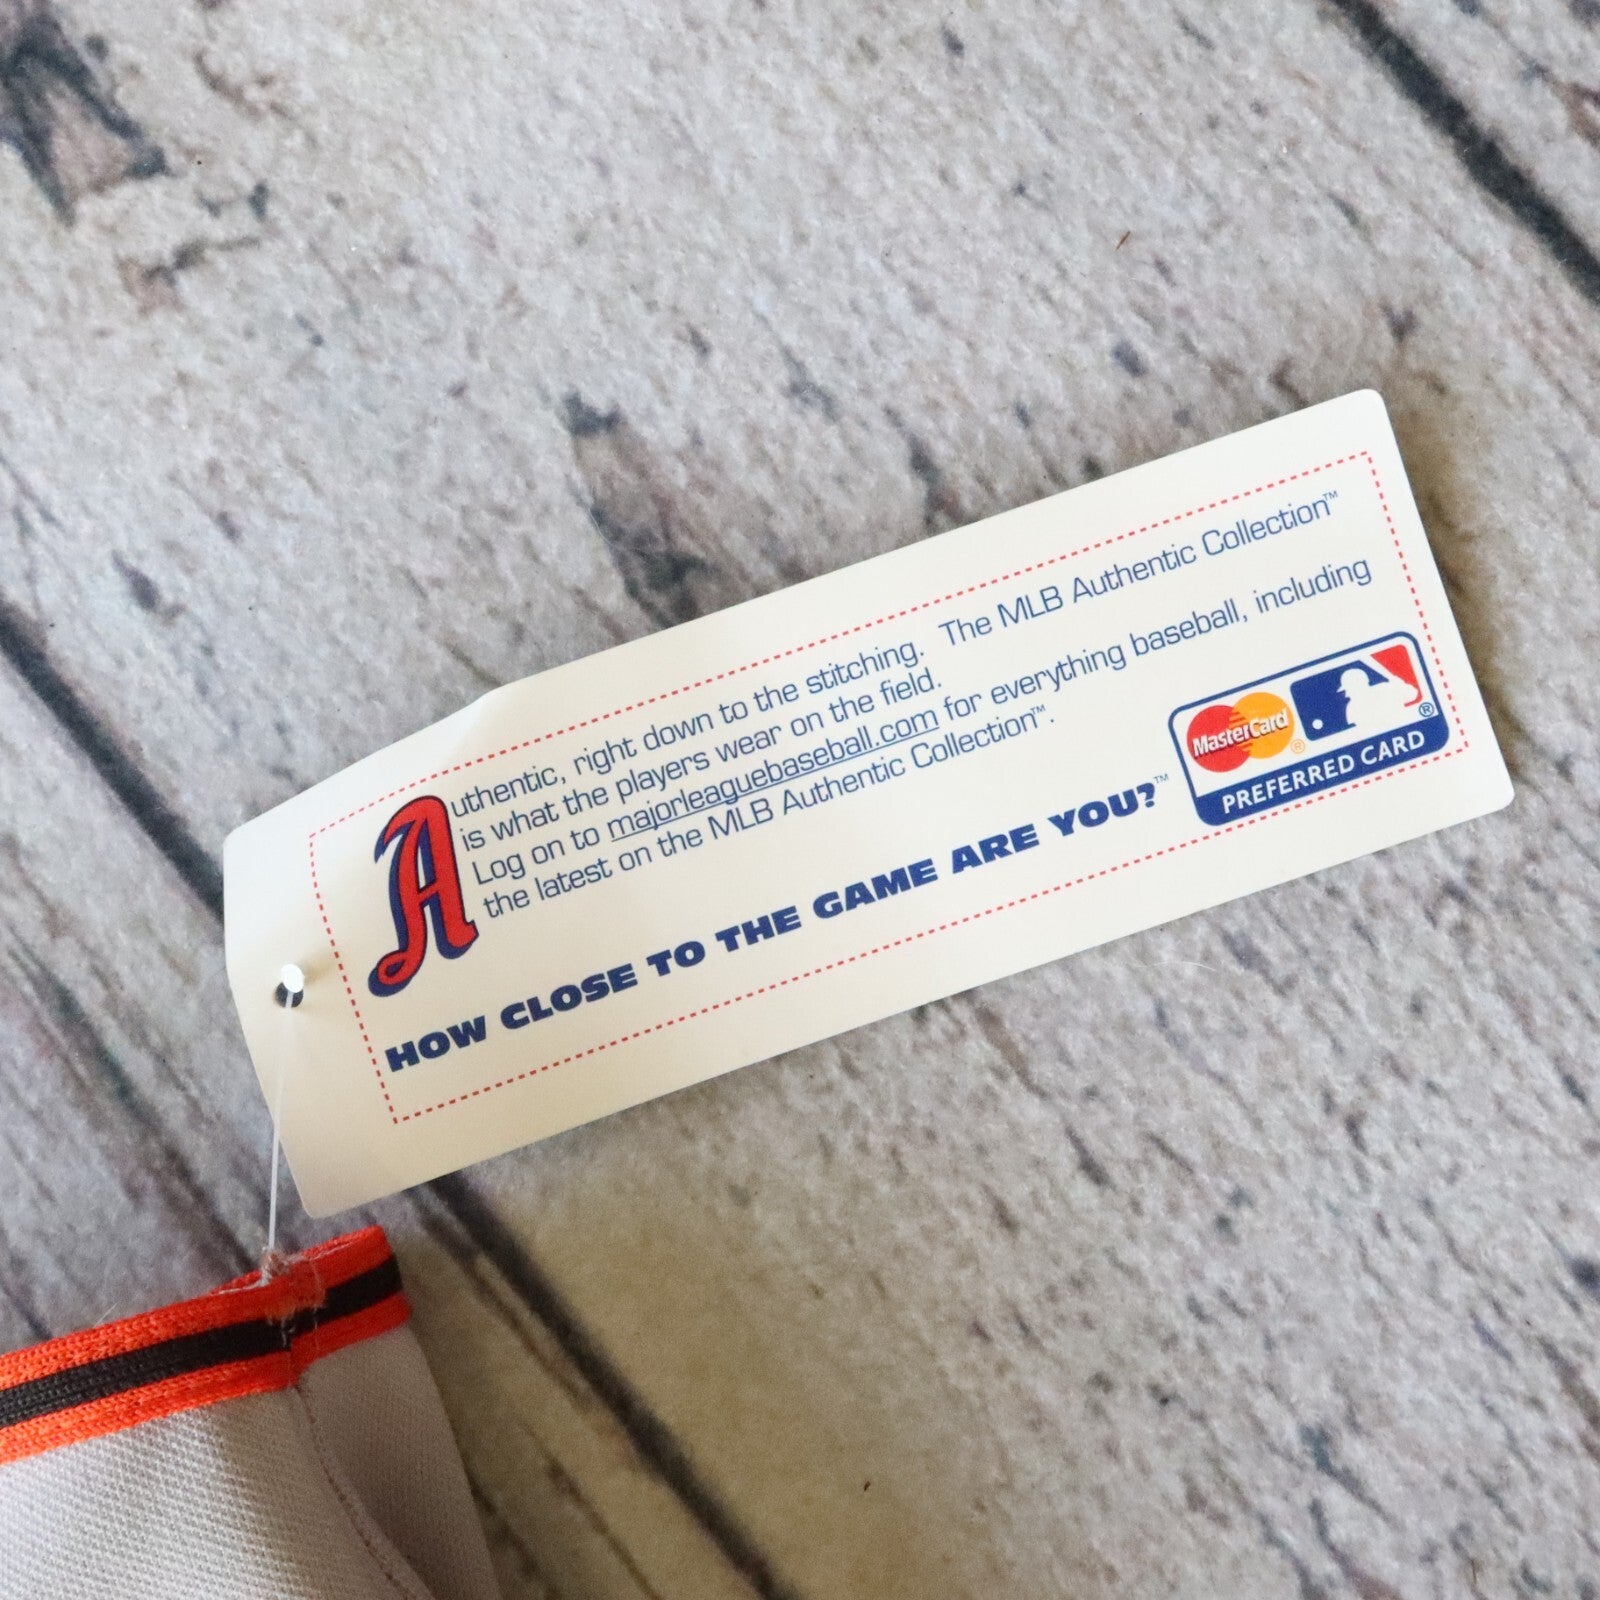 Authentic, right down to the stitching. The MLB Authentic Collection™
is what the players wear on the field.
Log on to majorleaguebaseball.com for everything baseball, including
the latest on the MLB Authentic Collection™.
HOW CLOSE TO THE GAME ARE YOU?™
MasterCard®
®
PREFERRED CARD